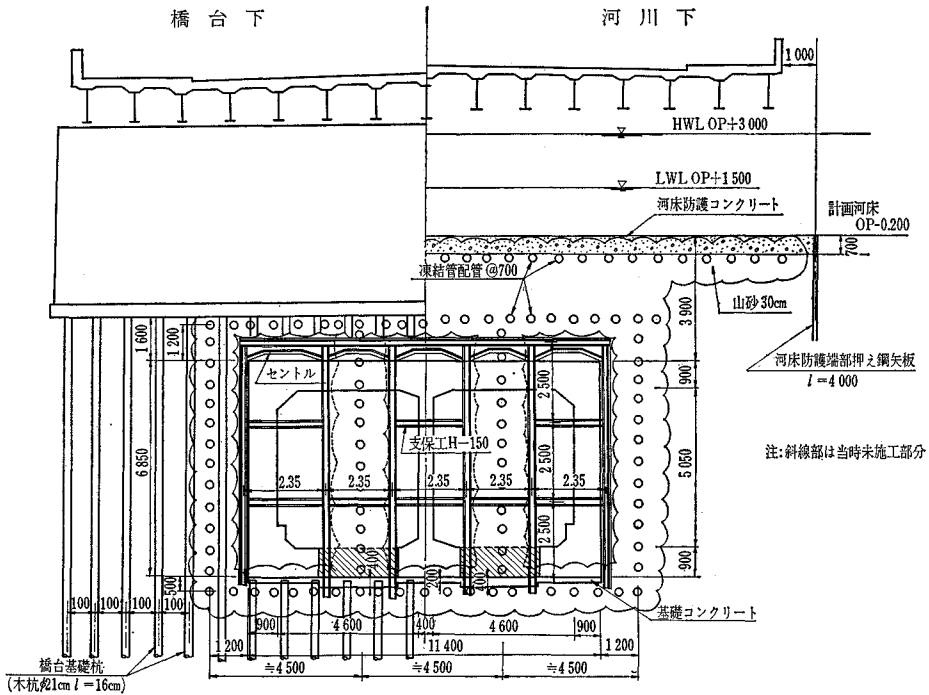 橋台下
河川下
1 000
HWL OP+3 000
LWL OP+1 500
河床防護コンクリート
計画河床
OP-0.200
700
凍結管配管@700
山砂30cm
3 900
1 600
1 200
セントル
2 500
900
河床防護端部押え鋼矢板
l=4 000
支保工H-150
6 850
2 500
5 050
注:斜線部は当時未施工部分
2.35
2.35
2.35
2.35
2.35
2 500
400
200
400
900
500
基礎コンクリート
100
100
100
100
900
4 600
400
4 600
900
1 200
11 400
1 200
橋台基礎杭
(木杭φ21cm l=16cm)
≒4 500
≒4 500
≒4 500